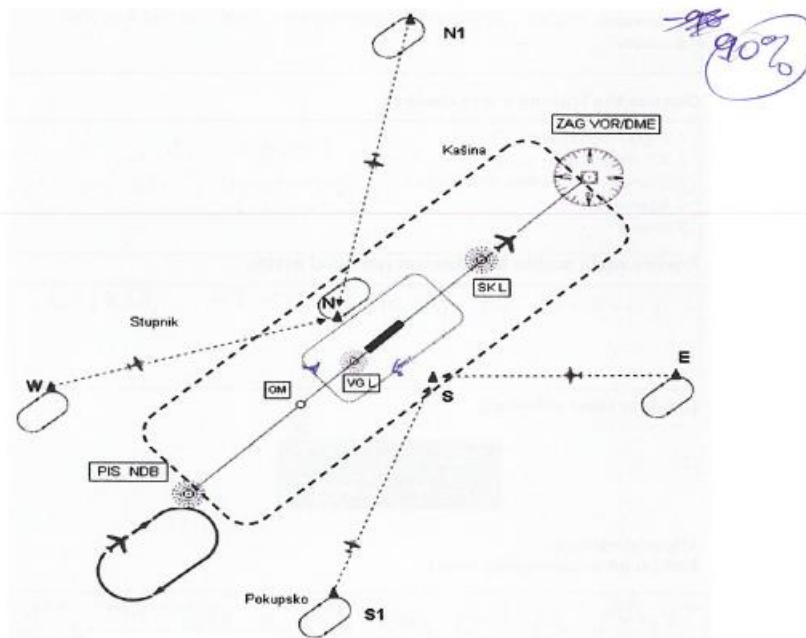 N1
90%
ZAG VOR/DME
Kašina
SK L
N
Stupnik
W
VG L
E
S
OM
PIS NDB
Pokupsko
S1